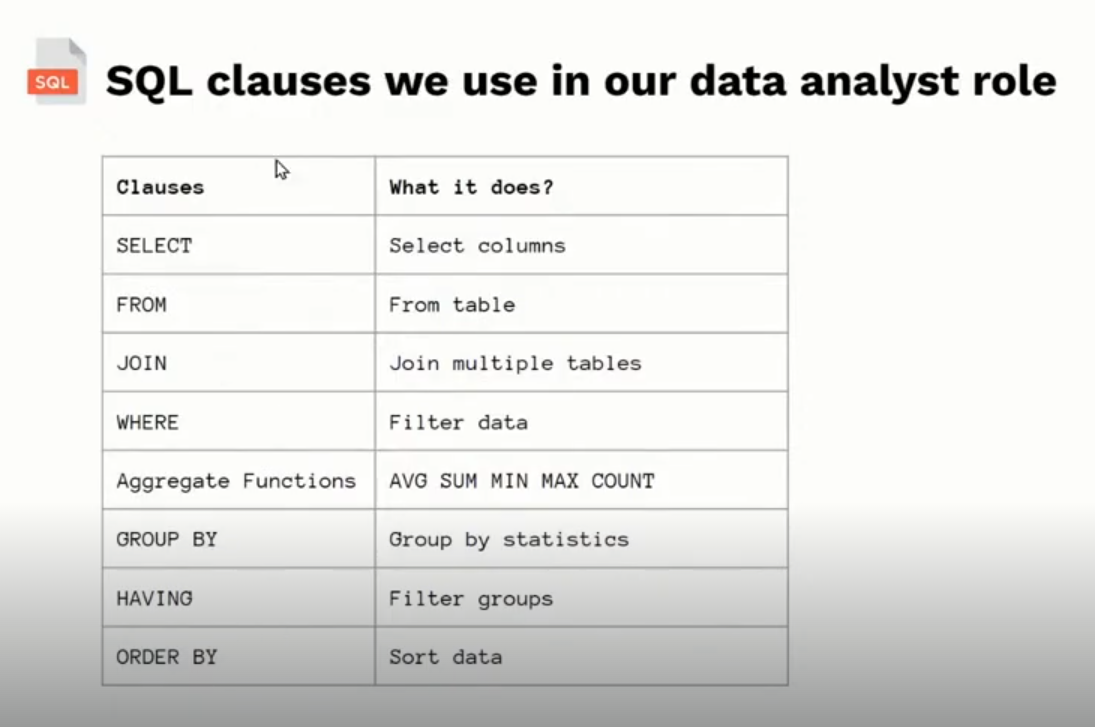 SQL
SQL clauses we use in our data analyst role
Clauses What it does?
SELECT Select columns
FROM From table
JOIN Join multiple tables
WHERE Filter data
Aggregate Functions AVG SUM MIN MAX COUNT
GROUP BY Group by statistics
HAVING Filter groups
ORDER BY Sort data